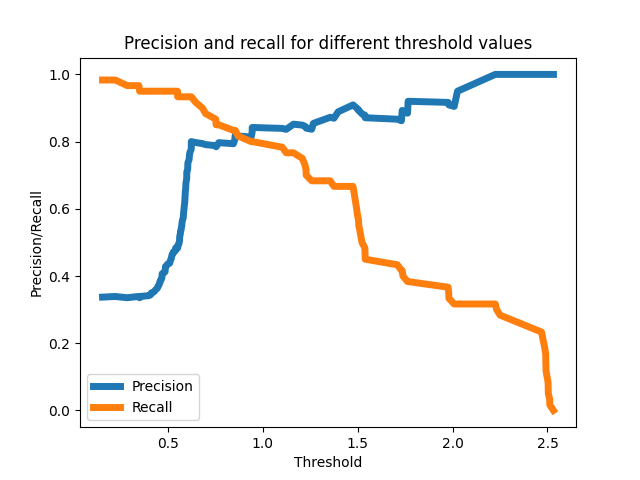 Precision and recall for different threshold values
1.0
0.8
0.6
0.4
0.2
0.0
Precision/Recall
Precision
Recall
0.5
1.0
1.5
2.0
2.5
Threshold